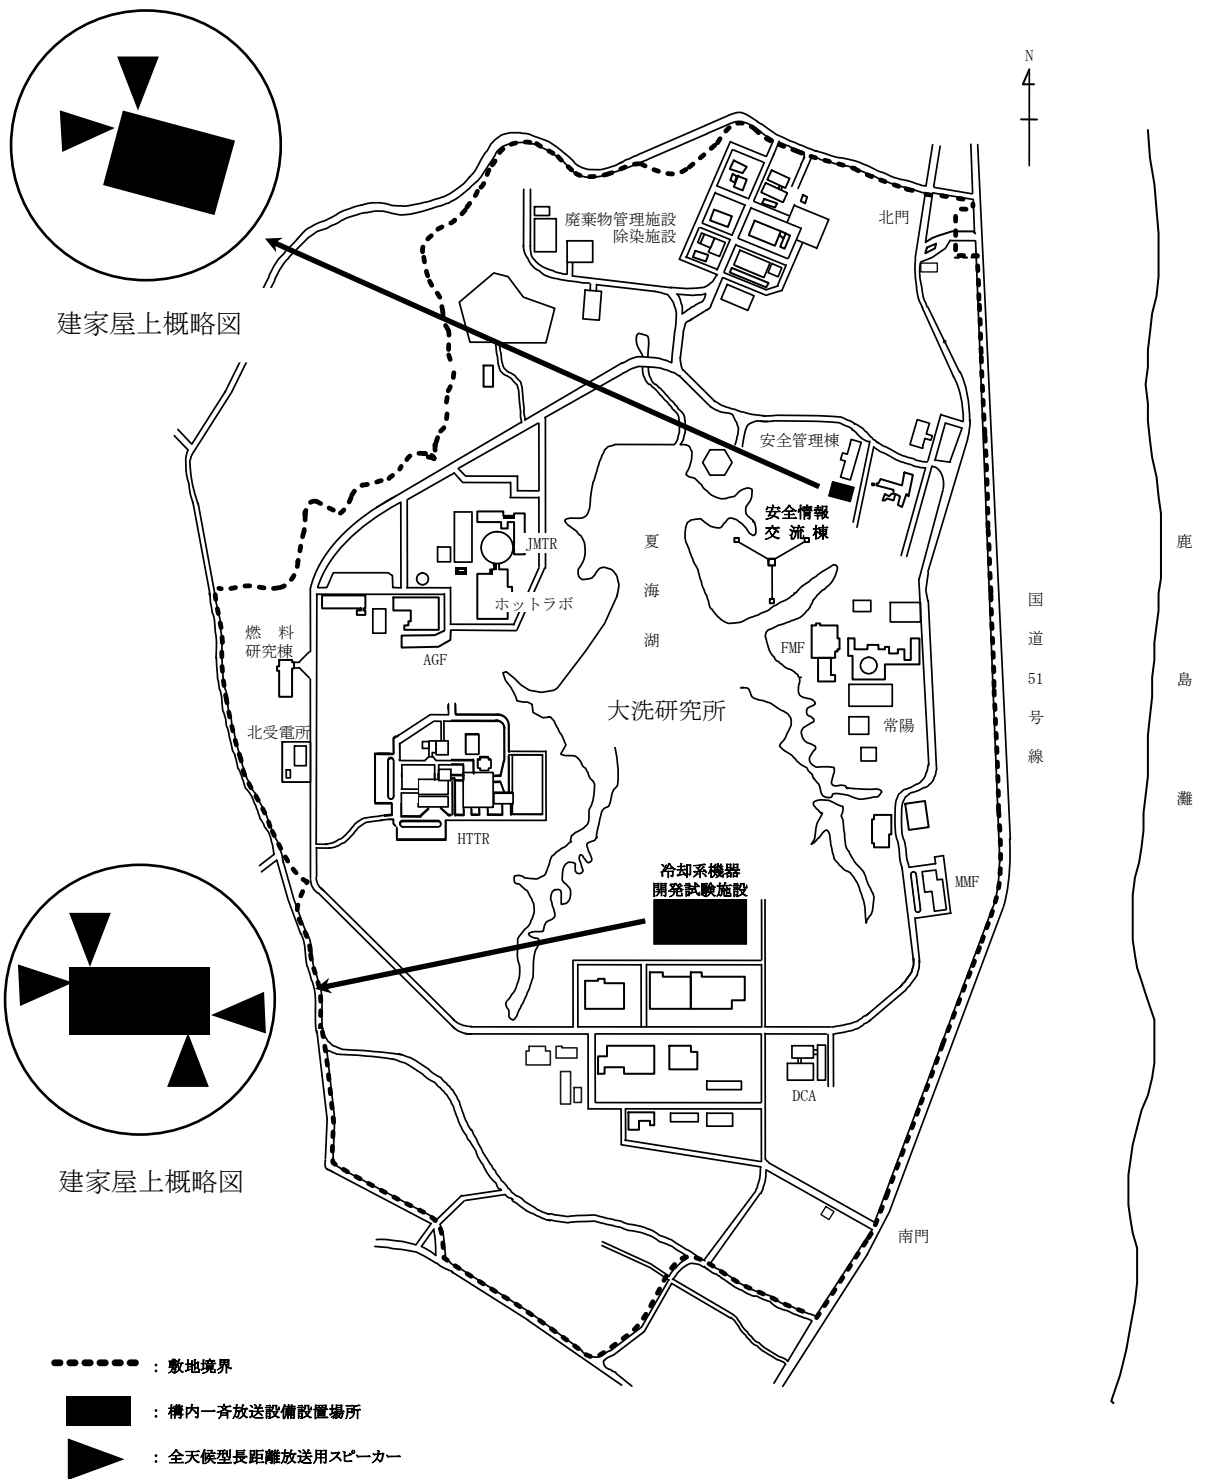 N
北門
廃棄物管理施設
除染施設
建家屋上概略図
安全管理棟
安全情報
交 流 棟
JMTR
ホットラボ
夏
海
湖
鹿
島
灘
国
道
51
号
線
燃 料
研究棟
AGF
FMF
大洗研究所
北受電所
常陽
HTTR
冷却系機器
開発試験施設
MMF
DCA
建家屋上概略図
南門
: 敷地境界
: 構内一斉放送設備設置場所
: 全天候型長距離放送用スピーカー